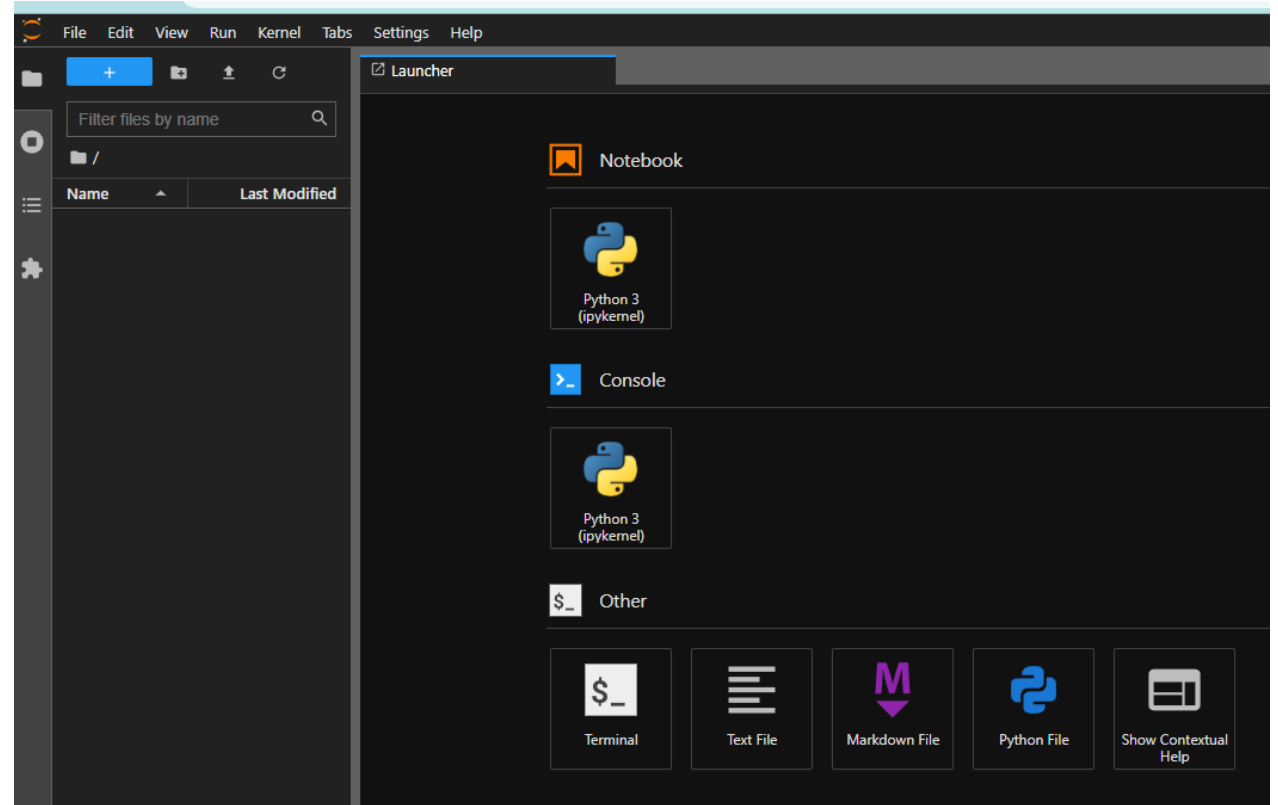 File Edit View Run Kernel Tabs Settings Help
+
Filter files by name
/
Name Last Modified
Launcher
Notebook
Python 3
(ipykernel)
Console
Python 3
(ipykernel)
$_ Other
$_
Terminal
Text File
M
Markdown File
Python File
Show Contextual
Help